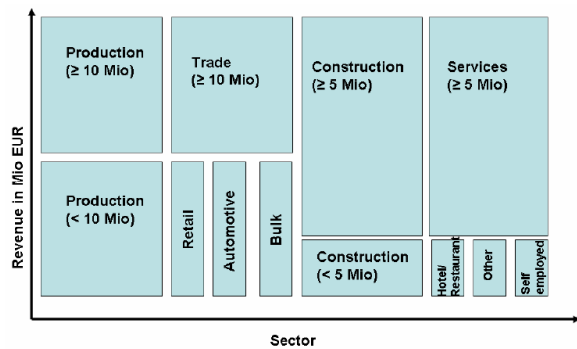 Revenue in Mio EUR
Production
(≥ 10 Mio)
Trade
(≥ 10 Mio)
Construction
(≥ 5 Mio)
Services
(≥ 5 Mio)
Production
(< 10 Mio)
Retail
Automotive
Bulk
Construction
(< 5 Mio)
Hotel/
Restaurant
Other
Self
employed
Sector